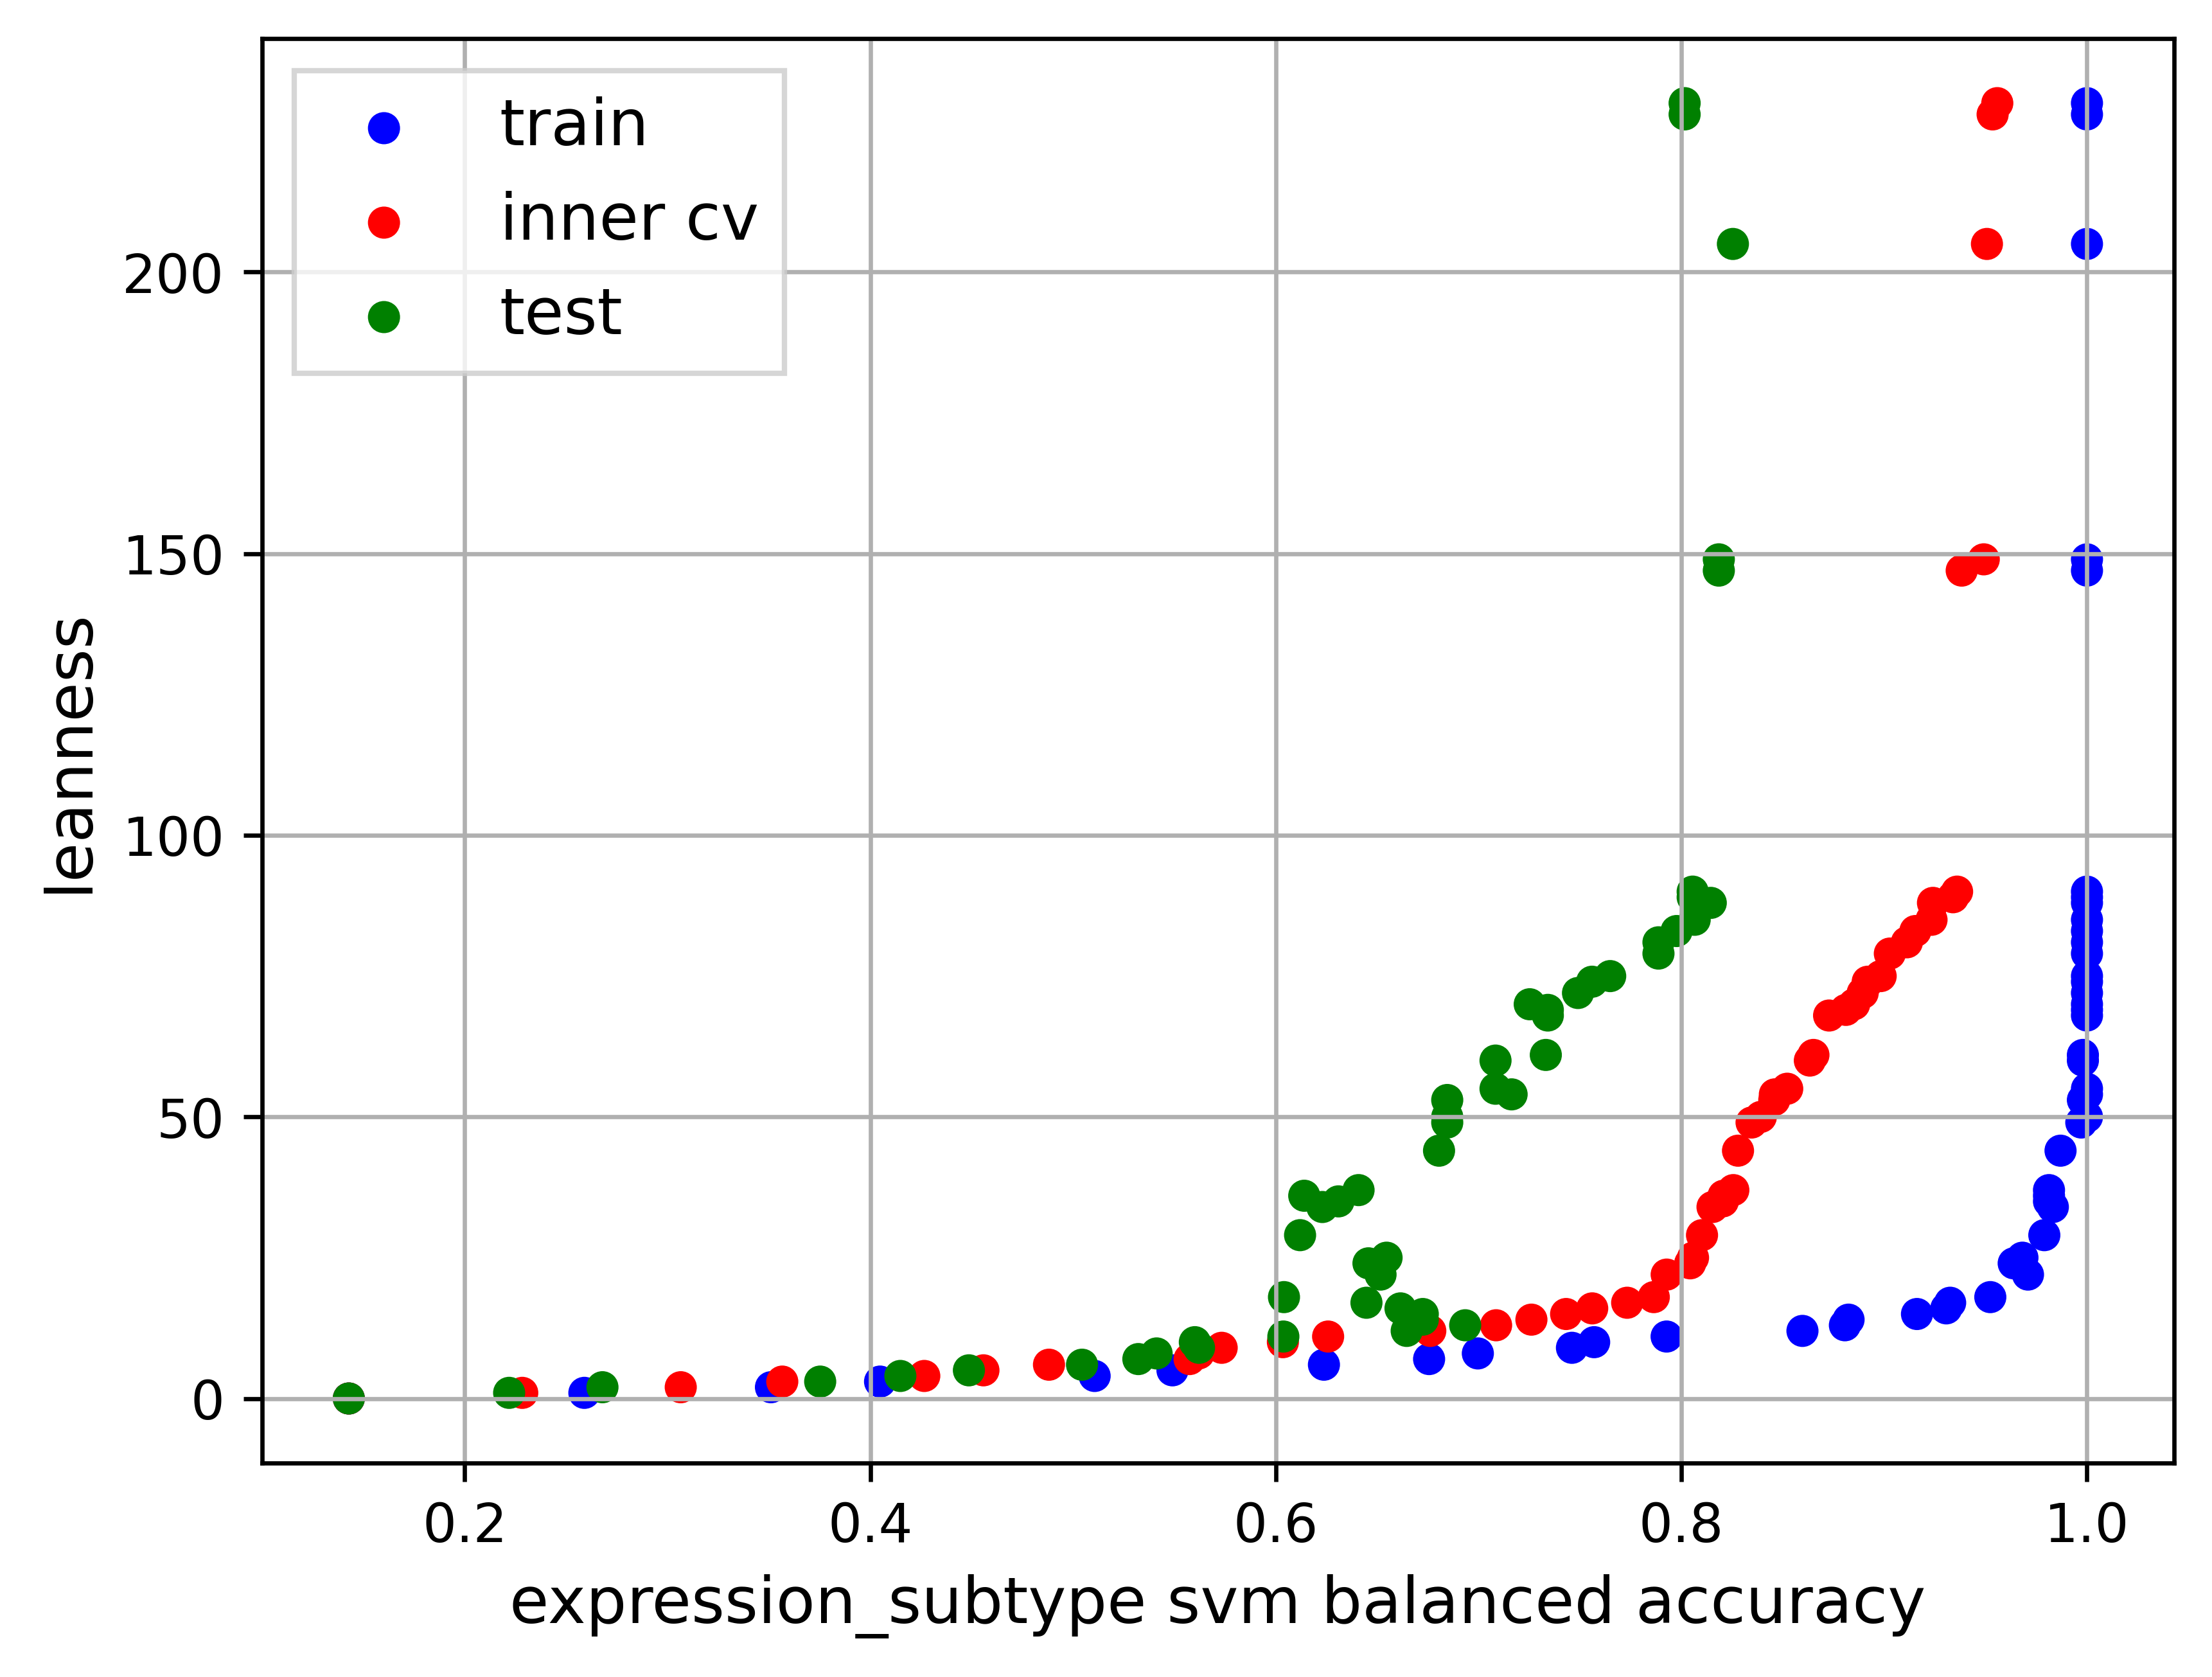 train
inner cv
test
200
150
100
50
0
leanness
0.2 0.4 0.6 0.8 1.0
expression_subtype svm balanced accuracy